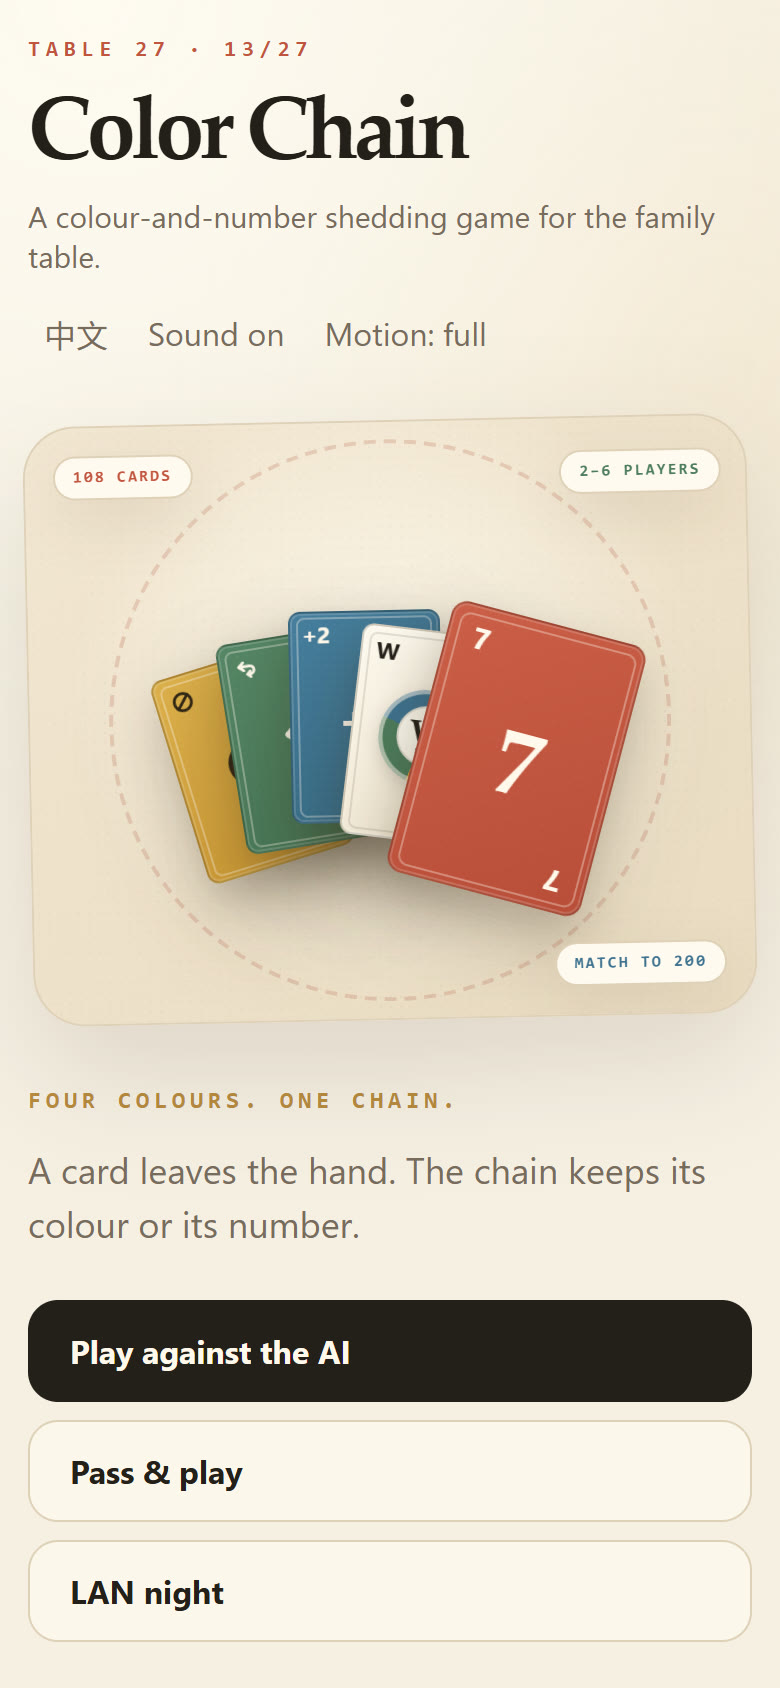 TABLE 27 · 13/27
Color Chain
A colour-and-number shedding game for the family
table.
中文 Sound on Motion: full
108 CARDS
2–6 PLAYERS
+2
W
7
7
7
MATCH TO 200
FOUR COLOURS. ONE CHAIN.
A card leaves the hand. The chain keeps its
colour or its number.
Play against the AI
Pass & play
LAN night